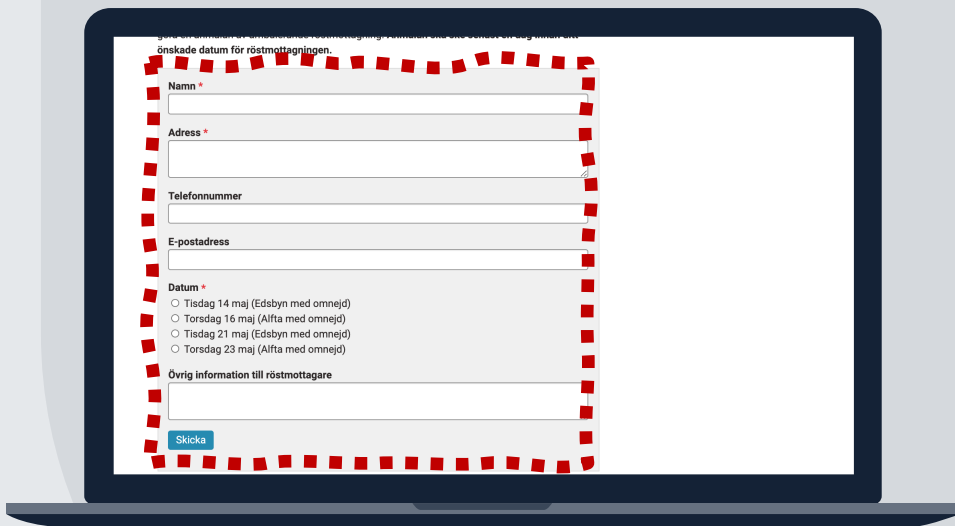 önskade datum för röstmottagningen.
Namn *
Adress *
Telefonnummer
E-postadress
Datum *
Tisdag 14 maj (Edsbyn med omnejd)
Torsdag 16 maj (Alfta med omnejd)
Tisdag 21 maj (Edsbyn med omnejd)
Torsdag 23 maj (Alfta med omnejd)
Övrig information till röstmottagare
Skicka